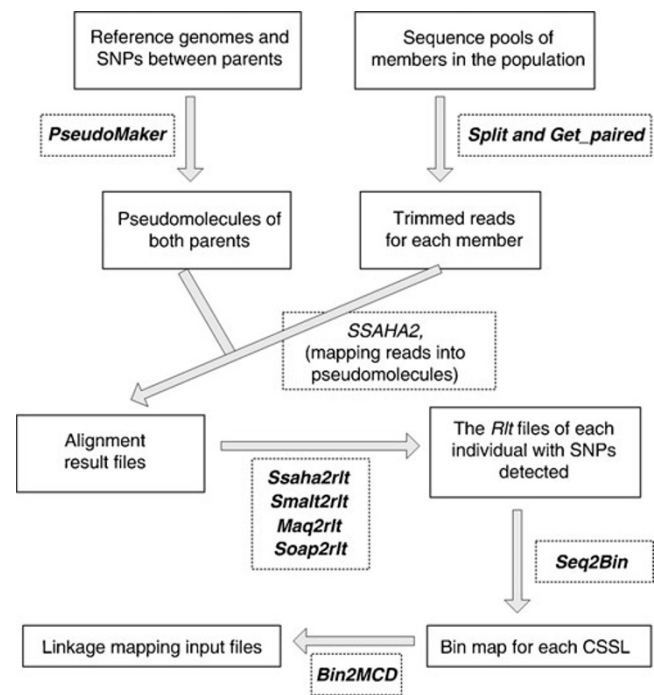 Reference genomes and
SNPs between parents
Sequence pools of
members in the population
PseudoMaker
Split and Get_paired
Pseudomolecules of
both parents
Trimmed reads
for each member
SSAHA2,
(mapping reads into
pseudomolecules)
Alignment
result files
The Rlt files of each
individual with SNPs
detected
Ssaha2rlt
Smalt2rlt
Maq2rlt
Soap2rlt
Seq2Bin
Linkage mapping input files
Bin map for each CSSL
Bin2MCD